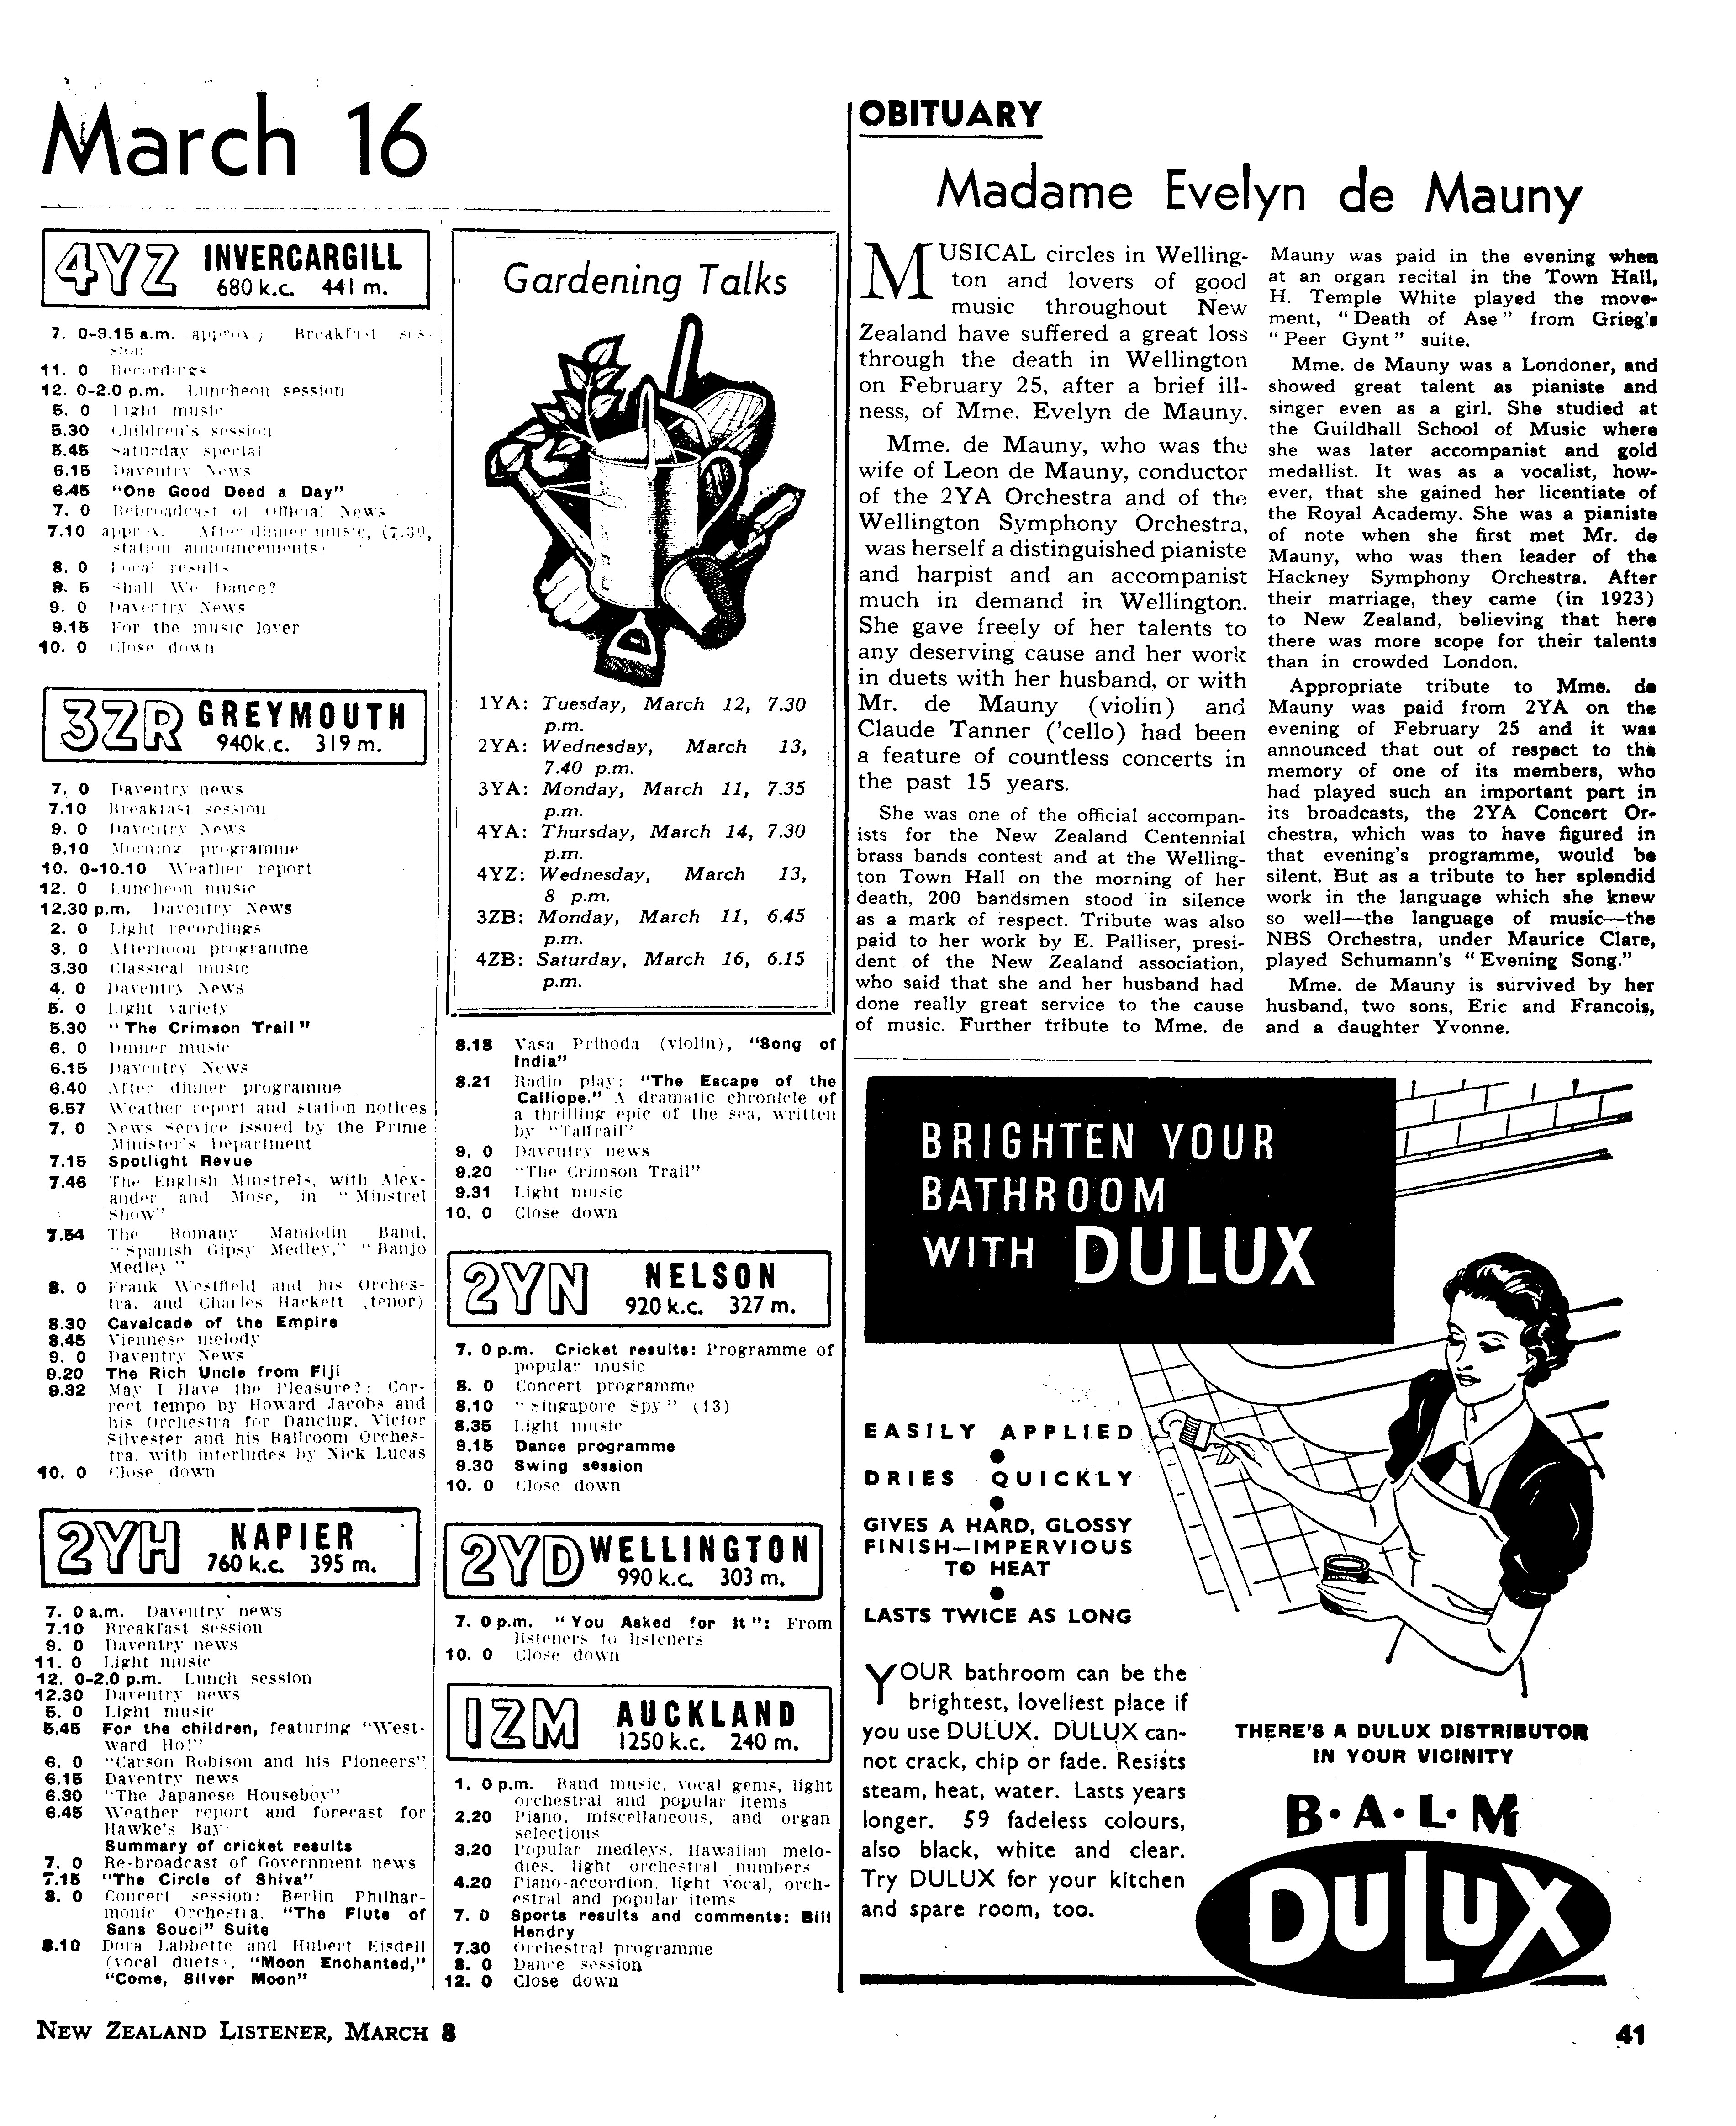 March 16
4YZ INVERCARGILL
680 k.c. 441 m.
7. 0-9.15 a.m. (approx.) Breakfast ses-
sion
11. 0 Recordings
12. 0-2.0 p.m. Luncheon session
5. 0 Light music
5.30 Children's session
5.45 Saturday special
6.15 Daventry News
6.45 "One Good Deed a Day"
7. 0 Rebroadcast of Official News
7.10 approx. After dinner music, (7.30,
station announcements)
8. 0 Local results
8. 5 Shall We Dance?
9. 0 Daventry News
9.15 For the music lover
10. 0 Close down
3ZR GREYMOUTH
940k.c. 319 m.
7. 0 Daventry news
7.10 Breakfast session
9. 0 Daventry News
9.10 Morning programme
10. 0-10.10 Weather report
12. 0 Luncheon music
12.30 p.m. Daventry News
2. 0 Light recordings
3. 0 Afternoon programme
3.30 Classical music
4. 0 Daventry News
5. 0 Light variety
5.30 "The Crimson Trail"
6. 0 Dinner music
6.15 Daventry News
6.40 After dinner programme
6.57 Weather report and station notices
7. 0 News service issued by the Prime
Minister's Department
7.15 Spotlight Revue
7.46 The English Minstrels, with Alex-
ander and Mose, in "Minstrel
Show"
7.54 The Romany Mandolin Band,
"Spanish Gipsy Medley," "Banjo
Medley"
8. 0 Frank Westfield and his Orches-
tra, and Charles Hackett (tenor)
8.30 Cavalcade of the Empire
8.45 Viennese melody
9. 0 Daventry News
9.20 The Rich Uncle from Fiji
9.32 May I Have the Pleasure?: Cor-
rect tempo by Howard Jacobs and
his Orchestra for Dancing, Victor
Silvester and his Ballroom Orches-
tra, with interludes by Nick Lucas
10. 0 Close down
2YH NAPIER
760 k.c. 395 m.
7. 0 a.m. Daventry news
7.10 Breakfast session
9. 0 Daventry news
11. 0 Light music
12. 0-2.0 p.m. Lunch session
12.30 Daventry news
5. 0 Light music
5.45 For the children, featuring "West-
ward Ho!"
6. 0 "Carson Robison and his Pioneers"
6.15 Daventry news
6.30 "The Japanese Houseboy"
6.45 Weather report and forecast for
Hawke's Bay
Summary of cricket results
7. 0 Re-broadcast of Government news
7.15 "The Circle of Shiva"
8. 0 Concert session: Berlin Philhar-
monic Orchestra, "The Flute of
Sans Souci" Suite
8.10 Dora Labbette and Hubert Eisdell
(vocal duets), "Moon Enchanted,"
"Come, Silver Moon"
Gardening Talks
1YA: Tuesday, March 12, 7.30
p.m.
2YA: Wednesday, March 13,
7.40 p.m.
3YA: Monday, March 11, 7.35
p.m.
4YA: Thursday, March 14, 7.30
p.m.
4YZ: Wednesday, March 13,
8 p.m.
3ZB: Monday, March 11, 6.45
p.m.
4ZB: Saturday, March 16, 6.15
p.m.
8.18 Vasa Prihoda (violin), "Song of
India"
8.21 Radio play: "The Escape of the
Calliope." A dramatic chronicle of
a thrilling epic of the sea, written
by "Taffrail"
9. 0 Daventry news
9.20 "The Crimson Trail"
9.31 Light music
10. 0 Close down
2YN NELSON
920 k.c. 327 m.
7. 0 p.m. Cricket results: Programme of
popular music
8. 0 Concert programme
8.10 "Singapore Spy" (13)
8.35 Light music
9.15 Dance programme
9.30 Swing session
10. 0 Close down
2YD WELLINGTON
990 k.c. 303 m.
7. 0 p.m. "You Asked for It": From
listeners to listeners
10. 0 Close down
1ZM AUCKLAND
1250 k.c. 240 m.
1. 0 p.m. Band music, vocal gems, light
orchestral and popular items
2.20 Piano, miscellaneous, and organ
selections
3.20 Popular medleys, Hawaiian melo-
dies, light orchestral numbers
4.20 Piano-accordion, light vocal, orch-
estral and popular items
7. 0 Sports results and comments: Bill
Hendry
7.30 Orchestral programme
8. 0 Dance session
12. 0 Close down
OBITUARY
Madame Evelyn de Mauny
MUSICAL circles in Welling-
ton and lovers of good
music throughout New
Zealand have suffered a great loss
through the death in Wellington
on February 25, after a brief ill-
ness, of Mme. Evelyn de Mauny.
Mme. de Mauny, who was the
wife of Leon de Mauny, conductor
of the 2YA Orchestra and of the
Wellington Symphony Orchestra,
was herself a distinguished pianiste
and harpist and an accompanist
much in demand in Wellington.
She gave freely of her talents to
any deserving cause and her work
in duets with her husband, or with
Mr. de Mauny (violin) and
Claude Tanner ('cello) had been
a feature of countless concerts in
the past 15 years.
She was one of the official accompan-
ists for the New Zealand Centennial
brass bands contest and at the Welling-
ton Town Hall on the morning of her
death, 200 bandsmen stood in silence
as a mark of respect. Tribute was also
paid to her work by E. Palliser, presi-
dent of the New Zealand association,
who said that she and her husband had
done really great service to the cause
of music. Further tribute to Mme. de
Mauny was paid in the evening when
at an organ recital in the Town Hall,
H. Temple White played the move-
ment, "Death of Ase" from Grieg's
"Peer Gynt" suite.
Mme. de Mauny was a Londoner, and
showed great talent as pianiste and
singer even as a girl. She studied at
the Guildhall School of Music where
she was later accompanist and gold
medallist. It was as a vocalist, how-
ever, that she gained her licentiate of
the Royal Academy. She was a pianiste
of note when she first met Mr. de
Mauny, who was then leader of the
Hackney Symphony Orchestra. After
their marriage, they came (in 1923)
to New Zealand, believing that here
there was more scope for their talents
than in crowded London.
Appropriate tribute to Mme. de
Mauny was paid from 2YA on the
evening of February 25 and it was
announced that out of respect to the
memory of one of its members, who
had played such an important part in
its broadcasts, the 2YA Concert Or-
chestra, which was to have figured in
that evening's programme, would be
silent. But as a tribute to her splendid
work in the language which she knew
so well—the language of music—the
NBS Orchestra, under Maurice Clare,
played Schumann's "Evening Song."
Mme. de Mauny is survived by her
husband, two sons, Eric and Francois,
and a daughter Yvonne.
BRIGHTEN YOUR
BATHROOM
WITH DULUX
EASILY APPLIED
DRIES QUICKLY
GIVES A HARD, GLOSSY
FINISH—IMPERVIOUS
TO HEAT
LASTS TWICE AS LONG
YOUR bathroom can be the
brightest, loveliest place if
you use DULUX. DULUX can-
not crack, chip or fade. Resists
steam, heat, water. Lasts years
longer. 59 fadeless colours,
also black, white and clear.
Try DULUX for your kitchen
and spare room, too.
THERE'S A DULUX DISTRIBUTOR
IN YOUR VICINITY
B·A·L·M
DULUX
NEW ZEALAND LISTENER, MARCH 8
41